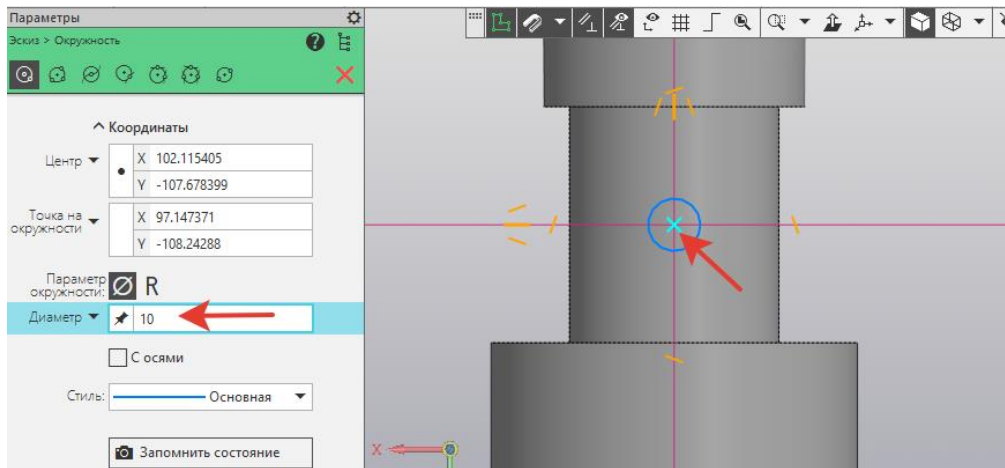 Параметры
Эскиз > Окружность
Координаты
Центр
X 102.115405
Y -107.678399
Точка на
окружности
X 97.147371
Y -108.24288
Параметр
окружности:
R
Диаметр 10
С осями
Стиль: Основная
Запомнить состояние
X